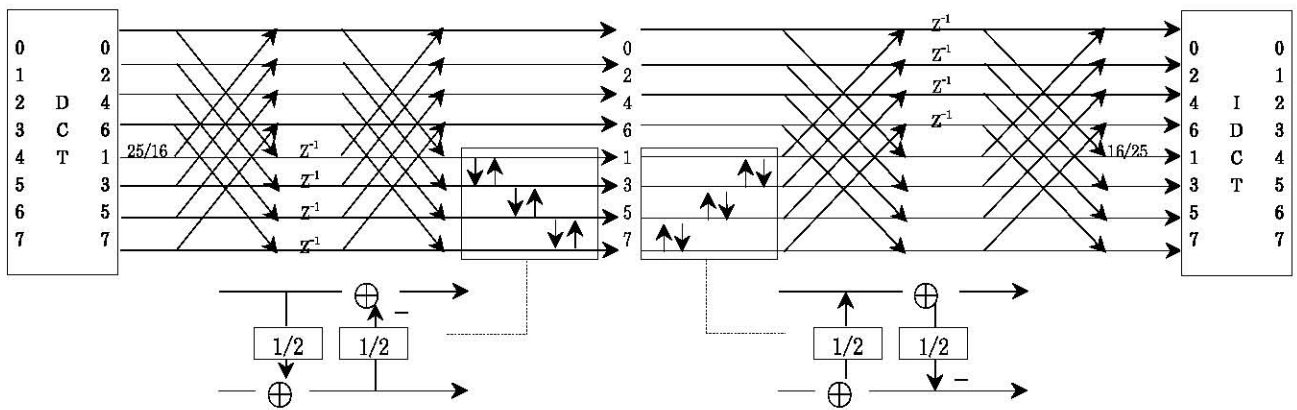 Z⁻¹
0 0 0 0 0
1 2 Z⁻¹ 2 1
2 D 4 2 Z⁻¹ 4 I 2
3 C 6 4 Z⁻¹ 6 D 3
4 T 1 25/16 Z⁻¹ 6 1 16/25 C 4
5 3 Z⁻¹ 1 3 T 5
6 5 Z⁻¹ 3 5 6
7 7 Z⁻¹ 5 7 7
7
−
1/2 1/2 1/2 1/2
−